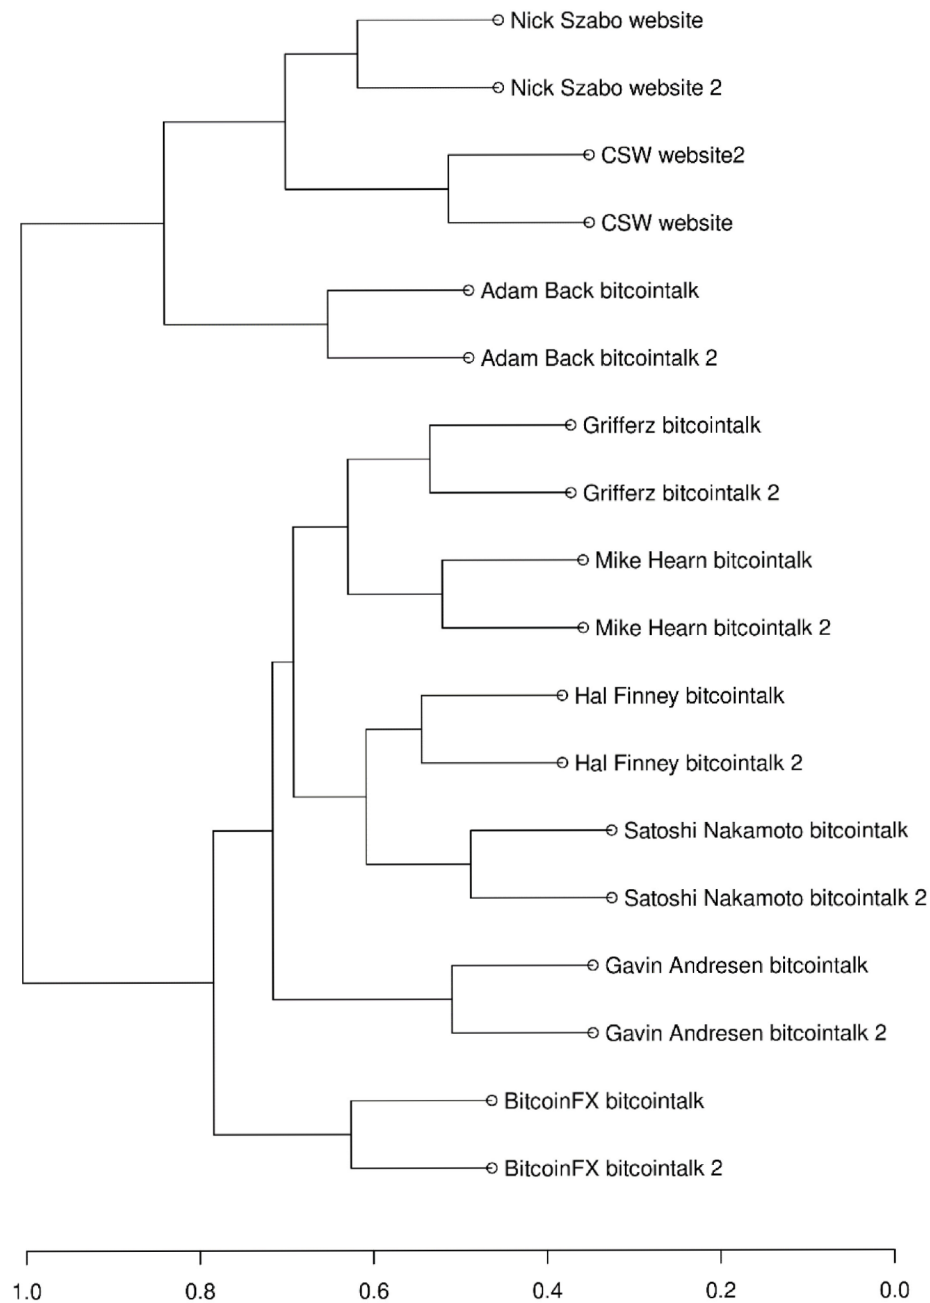 Nick Szabo website
Nick Szabo website 2
CSW website2
CSW website
Adam Back bitcointalk
Adam Back bitcointalk 2
Grifferz bitcointalk
Grifferz bitcointalk 2
Mike Hearn bitcointalk
Mike Hearn bitcointalk 2
Hal Finney bitcointalk
Hal Finney bitcointalk 2
Satoshi Nakamoto bitcointalk
Satoshi Nakamoto bitcointalk 2
Gavin Andresen bitcointalk
Gavin Andresen bitcointalk 2
BitcoinFX bitcointalk
BitcoinFX bitcointalk 2
1.0 0.8 0.6 0.4 0.2 0.0